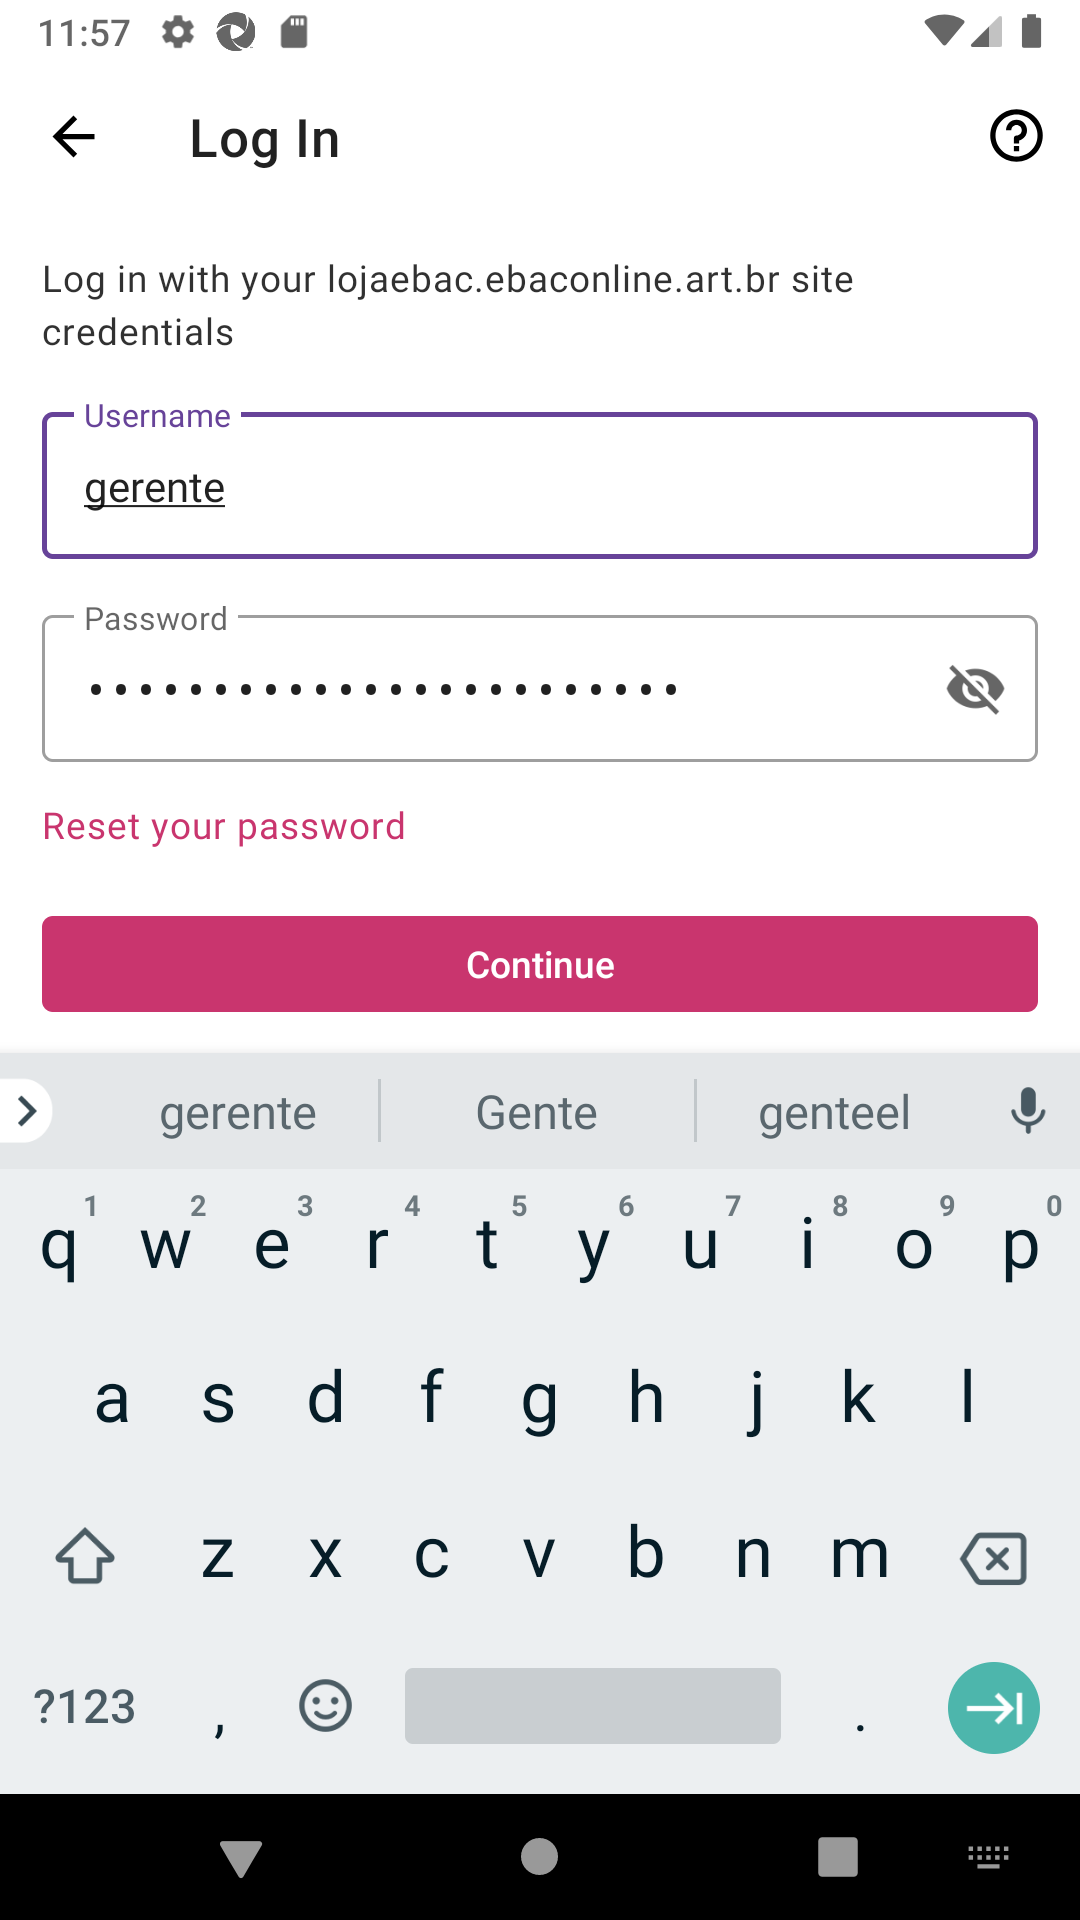 11:57
Log In
Log in with your lojaebac.ebaconline.art.br site
credentials
Username
gerente
Password
••••••••••••••••••••••••
Reset your password
Continue
gerente Gente genteel
1 2 3 4 5 6 7 8 9 0
q w e r t y u i o p
a s d f g h j k l
z x c v b n m
?123 , .